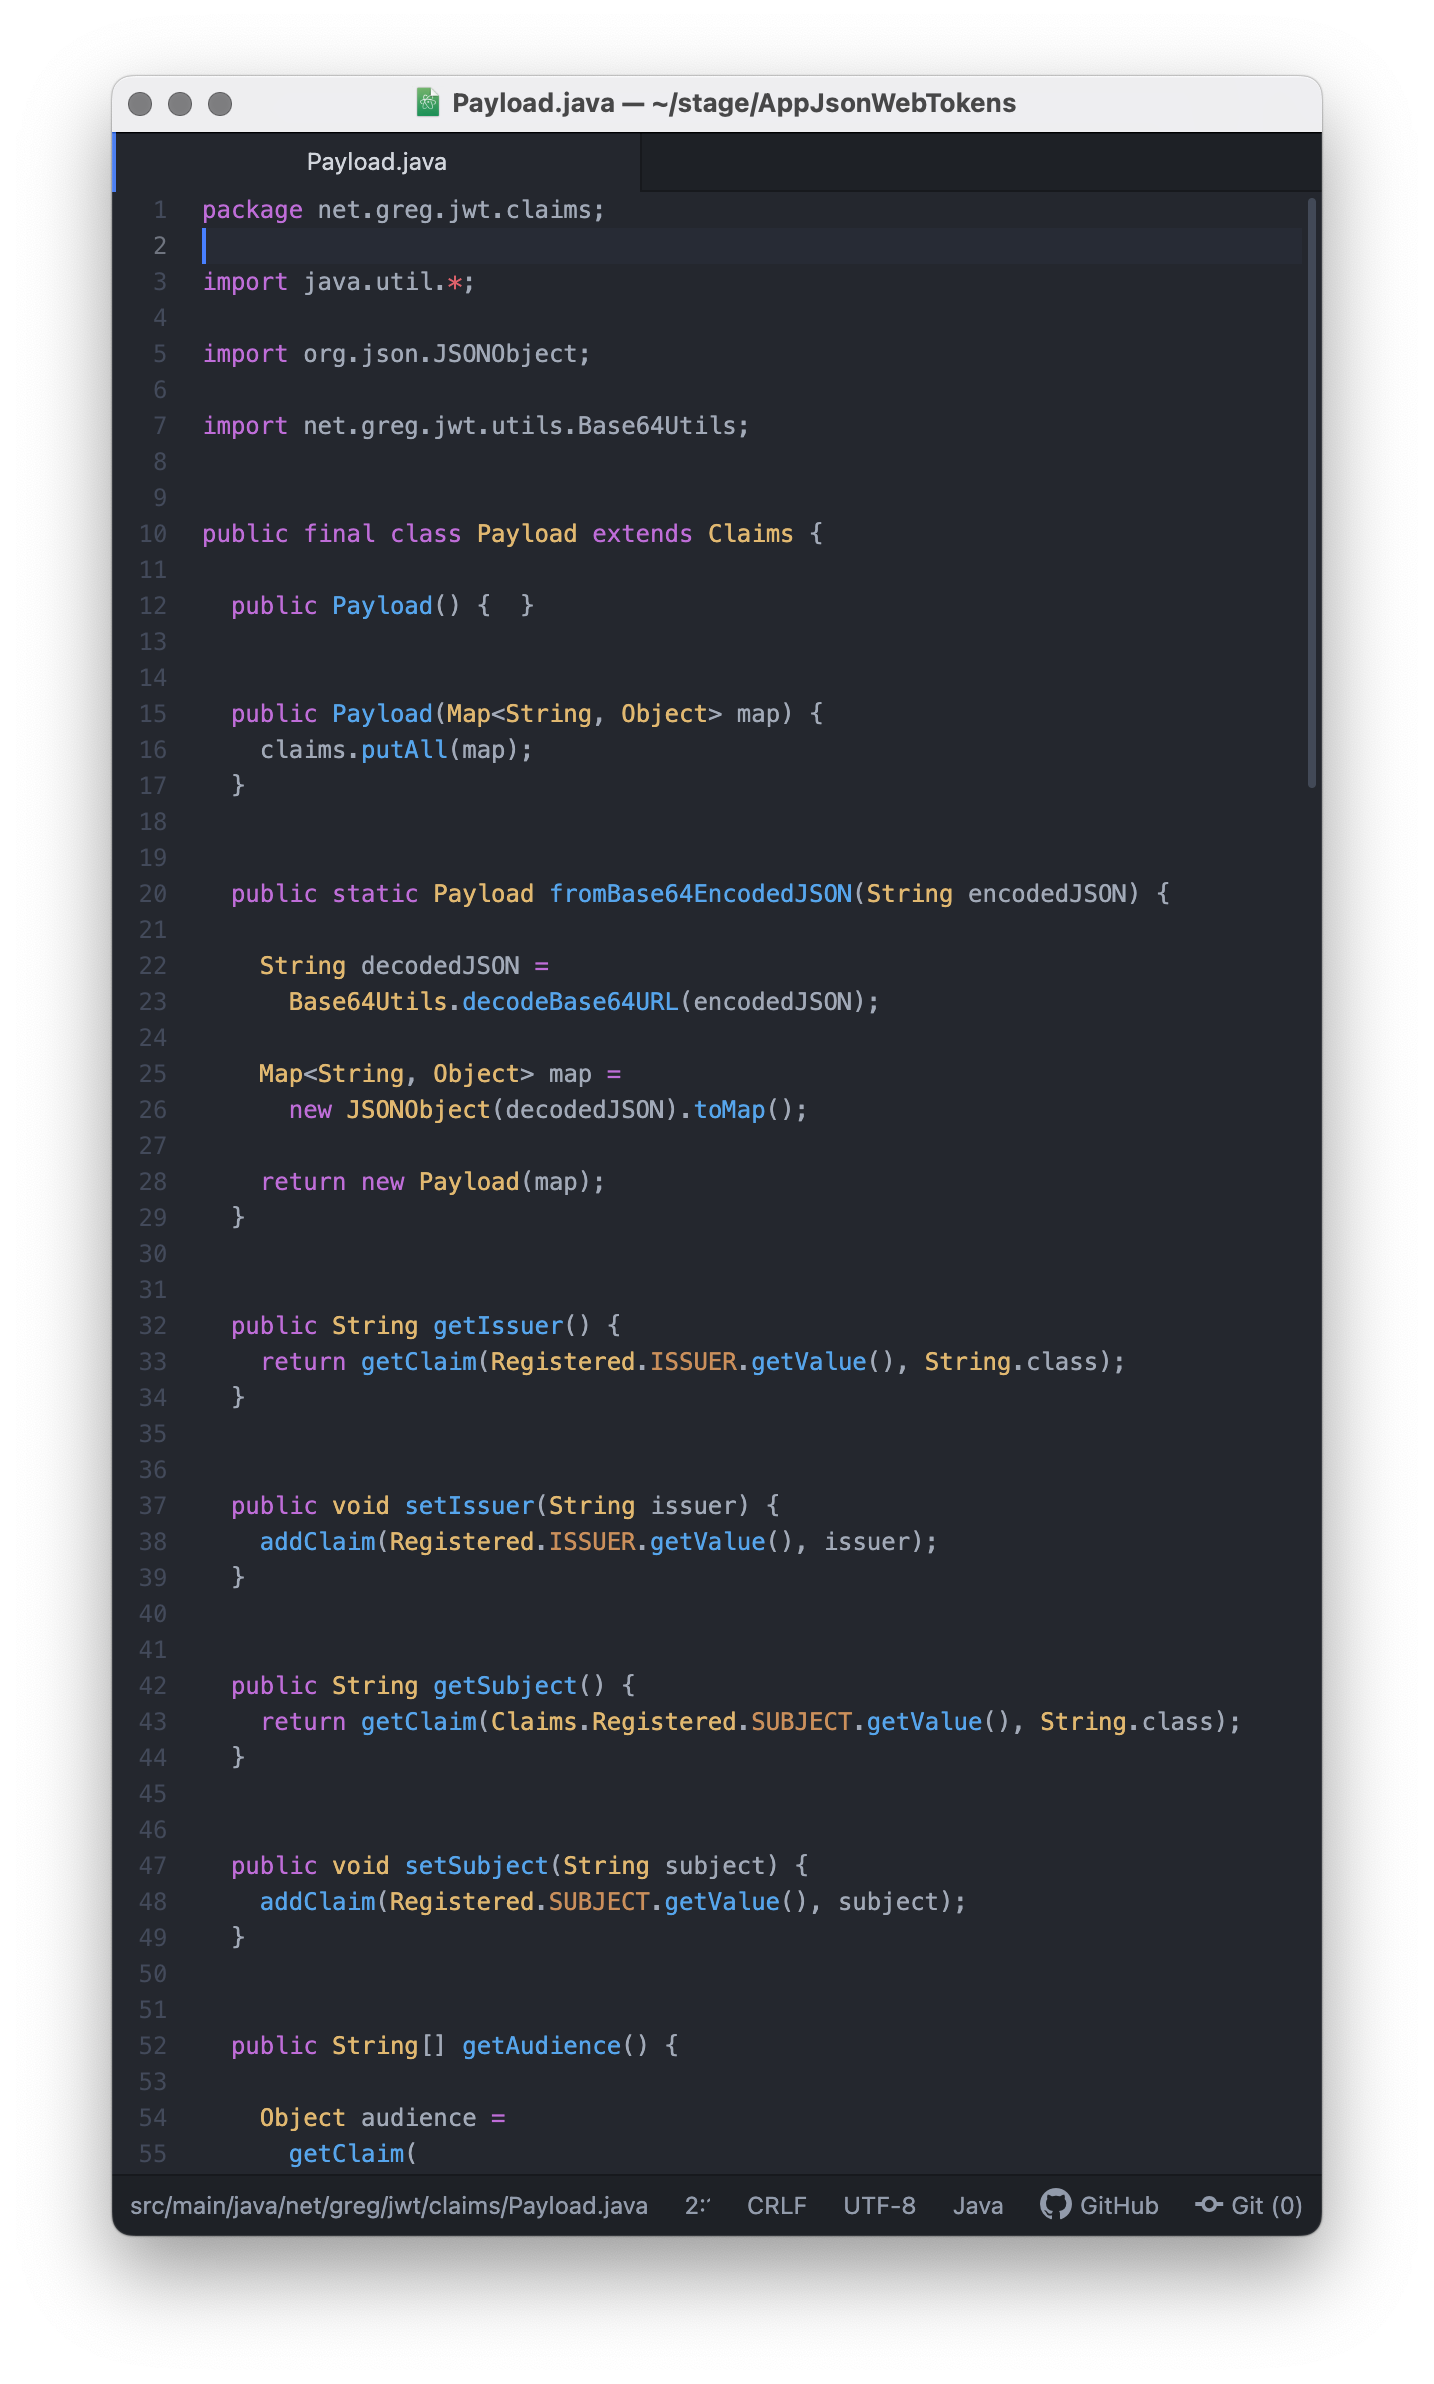 Payload.java — ~/stage/AppJsonWebTokens
Payload.java
1 package net.greg.jwt.claims;
2
3 import java.util.*;
4
5 import org.json.JSONObject;
6
7 import net.greg.jwt.utils.Base64Utils;
8
9
10 public final class Payload extends Claims {
11
12   public Payload() {  }
13
14
15   public Payload(Map<String, Object> map) {
16     claims.putAll(map);
17   }
18
19
20   public static Payload fromBase64EncodedJSON(String encodedJSON) {
21
22     String decodedJSON =
23       Base64Utils.decodeBase64URL(encodedJSON);
24
25     Map<String, Object> map =
26       new JSONObject(decodedJSON).toMap();
27
28     return new Payload(map);
29   }
30
31
32   public String getIssuer() {
33     return getClaim(Registered.ISSUER.getValue(), String.class);
34   }
35
36
37   public void setIssuer(String issuer) {
38     addClaim(Registered.ISSUER.getValue(), issuer);
39   }
40
41
42   public String getSubject() {
43     return getClaim(Claims.Registered.SUBJECT.getValue(), String.class);
44   }
45
46
47   public void setSubject(String subject) {
48     addClaim(Registered.SUBJECT.getValue(), subject);
49   }
50
51
52   public String[] getAudience() {
53
54     Object audience =
55       getClaim(
src/main/java/net/greg/jwt/claims/Payload.java 2: CRLF UTF-8 Java GitHub Git (0)